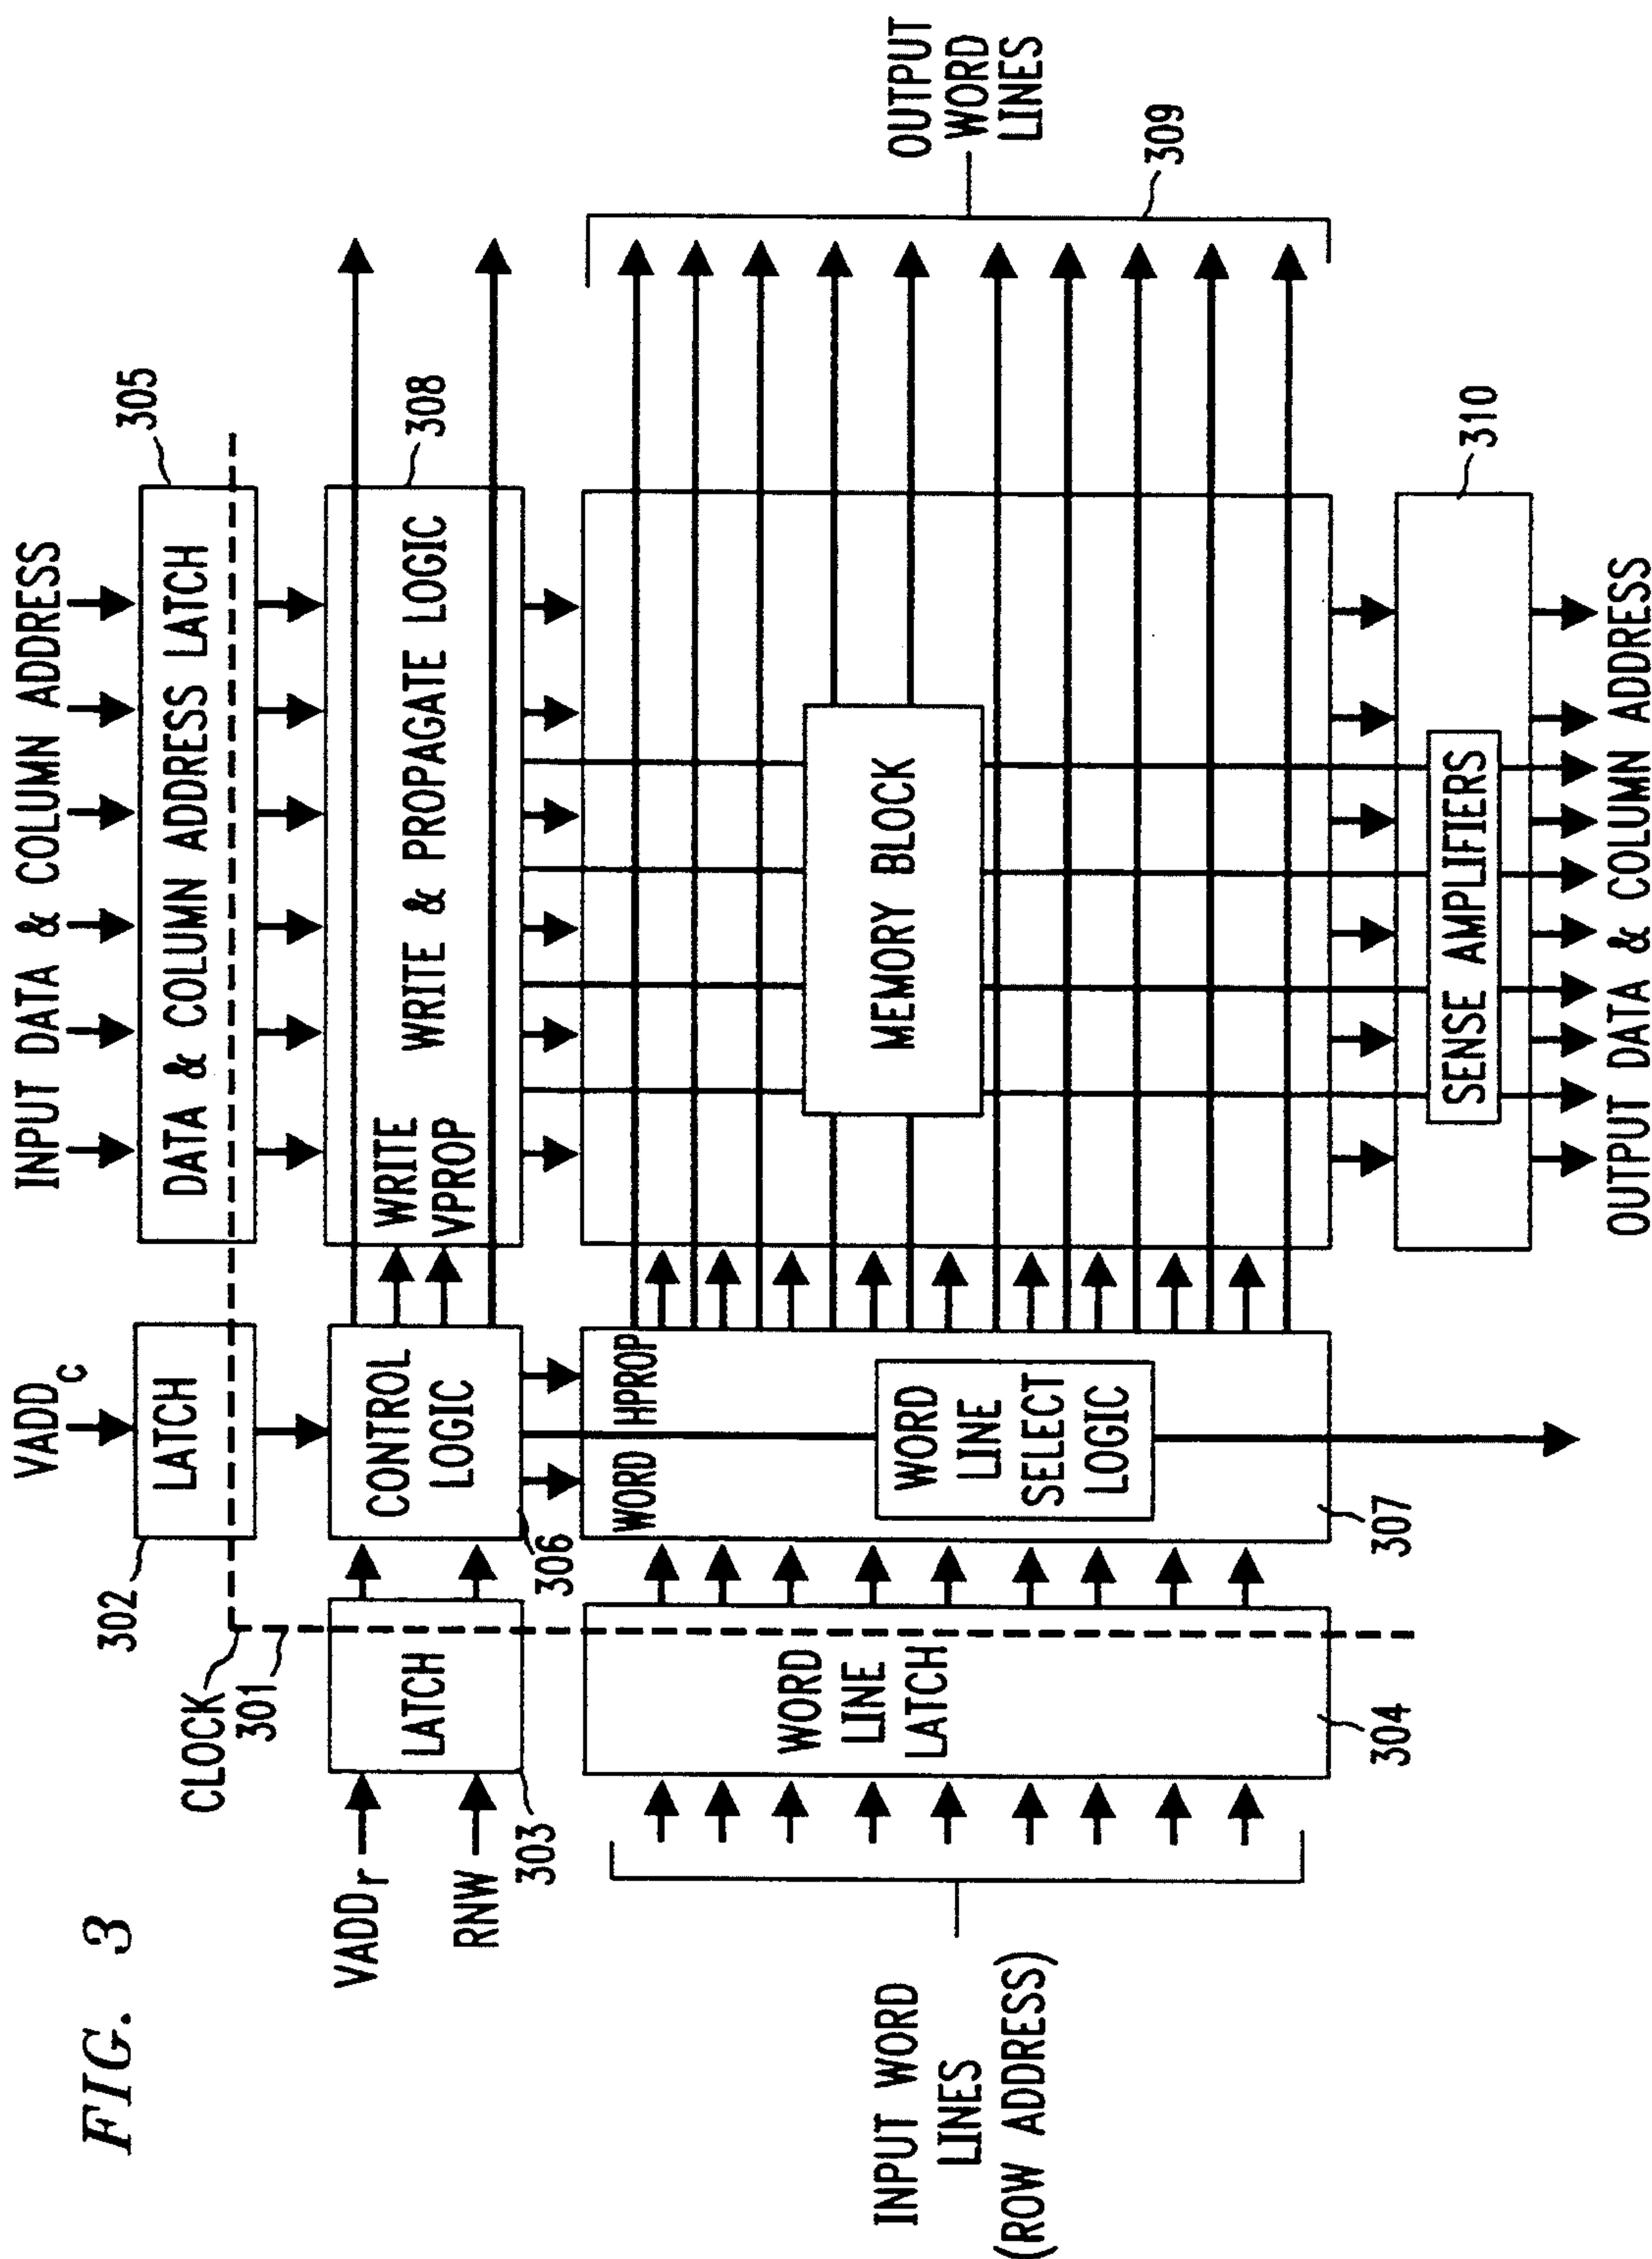 FIG. 3
INPUT DATA & COLUMN ADDRESS
VADDc
305
LATCH
DATA & COLUMN ADDRESS LATCH
302
CLOCK
301
VADDr
RNW
LATCH
303
CONTROL
LOGIC
306
WRITE
VPROP
WRITE & PROPAGATE LOGIC
308
OUTPUT
WORD
LINES
309
INPUT WORD
LINES
(ROW ADDRESS)
WORD
LINE
LATCH
304
WORD HPROP
WORD
LINE
SELECT
LOGIC
307
MEMORY BLOCK
SENSE AMPLIFIERS
310
OUTPUT DATA & COLUMN ADDRESS